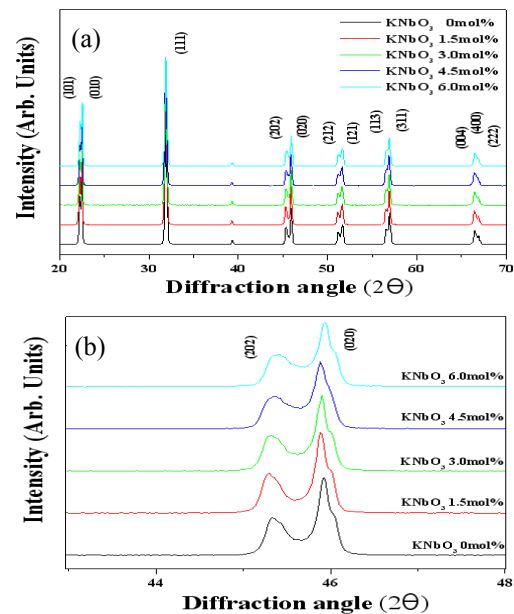 (a)
KNbO₃ 0mol%
KNbO₃ 1.5mol%
KNbO₃ 3.0mol%
KNbO₃ 4.5mol%
KNbO₃ 6.0mol%
(101)
(010)
(111)
(202)
(020)
(212)
(121)
(113)
(311)
(004)
(400)
(222)
Intensity (Arb. Units)
20 30 40 50 60 70
Diffraction angle (2Θ)
(b)
(202)
(020)
KNbO₃ 6.0mol%
KNbO₃ 4.5mol%
KNbO₃ 3.0mol%
KNbO₃ 1.5mol%
KNbO₃ 0mol%
Intensity (Arb. Units)
44 46 48
Diffraction angle (2Θ)